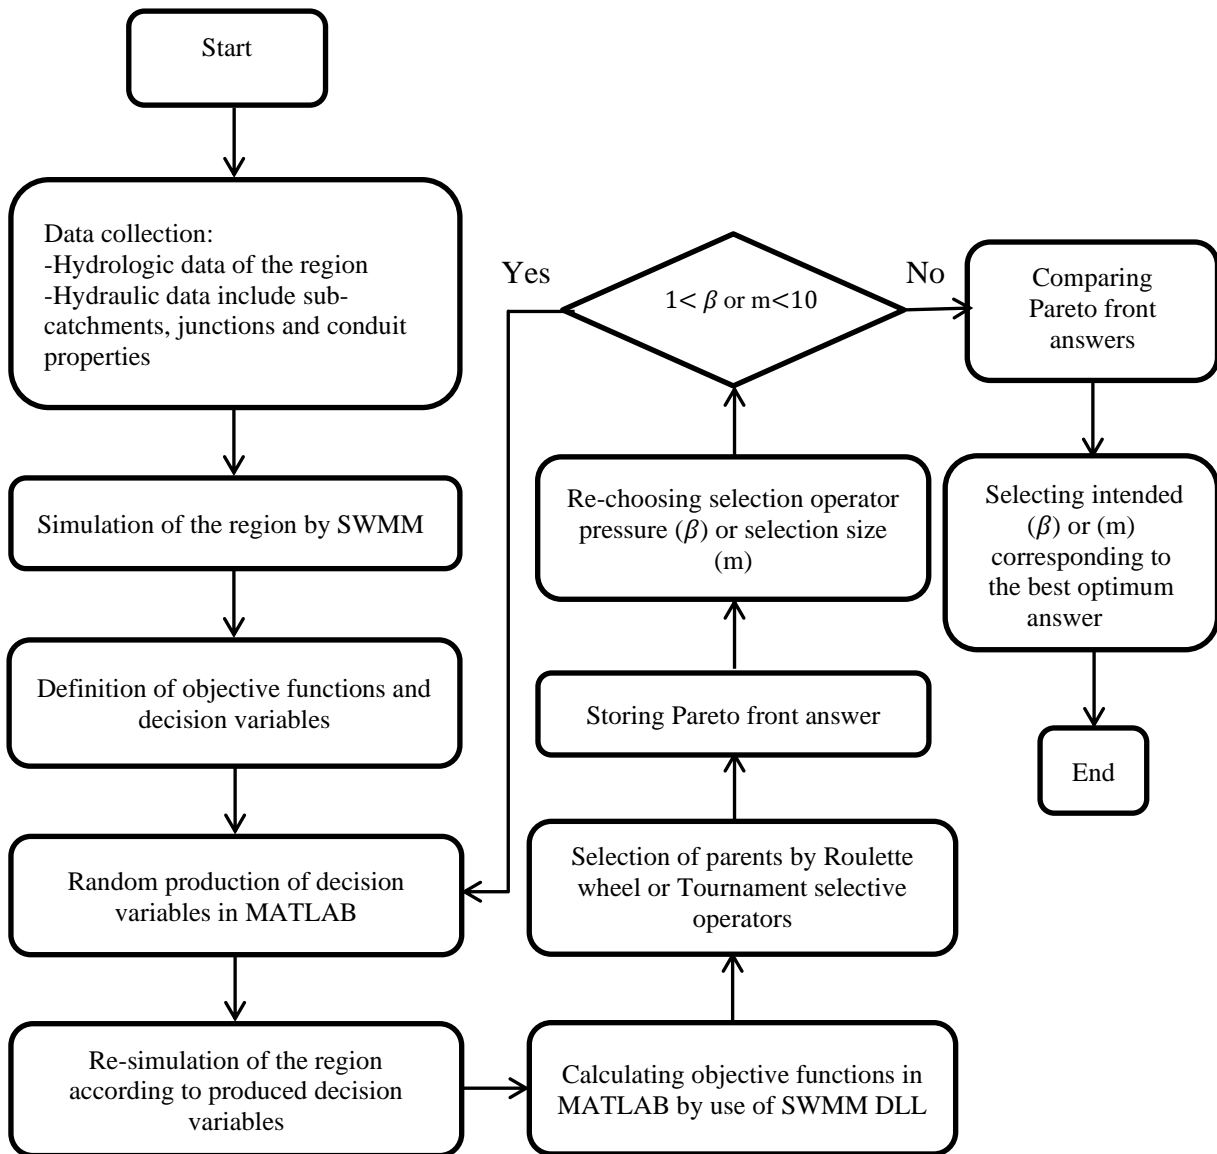 Start
Data collection:
-Hydrologic data of the region
-Hydraulic data include sub-
catchments, junctions and conduit
properties
Simulation of the region by SWMM
Definition of objective functions and
decision variables
Random production of decision
variables in MATLAB
Re-simulation of the region
according to produced decision
variables
Calculating objective functions in
MATLAB by use of SWMM DLL
Selection of parents by Roulette
wheel or Tournament selective
operators
Storing Pareto front answer
Re-choosing selection operator
pressure (β) or selection size
(m)
1< β or m<10
Yes
No
Comparing
Pareto front
answers
Selecting intended
(β) or (m)
corresponding to
the best optimum
answer
End